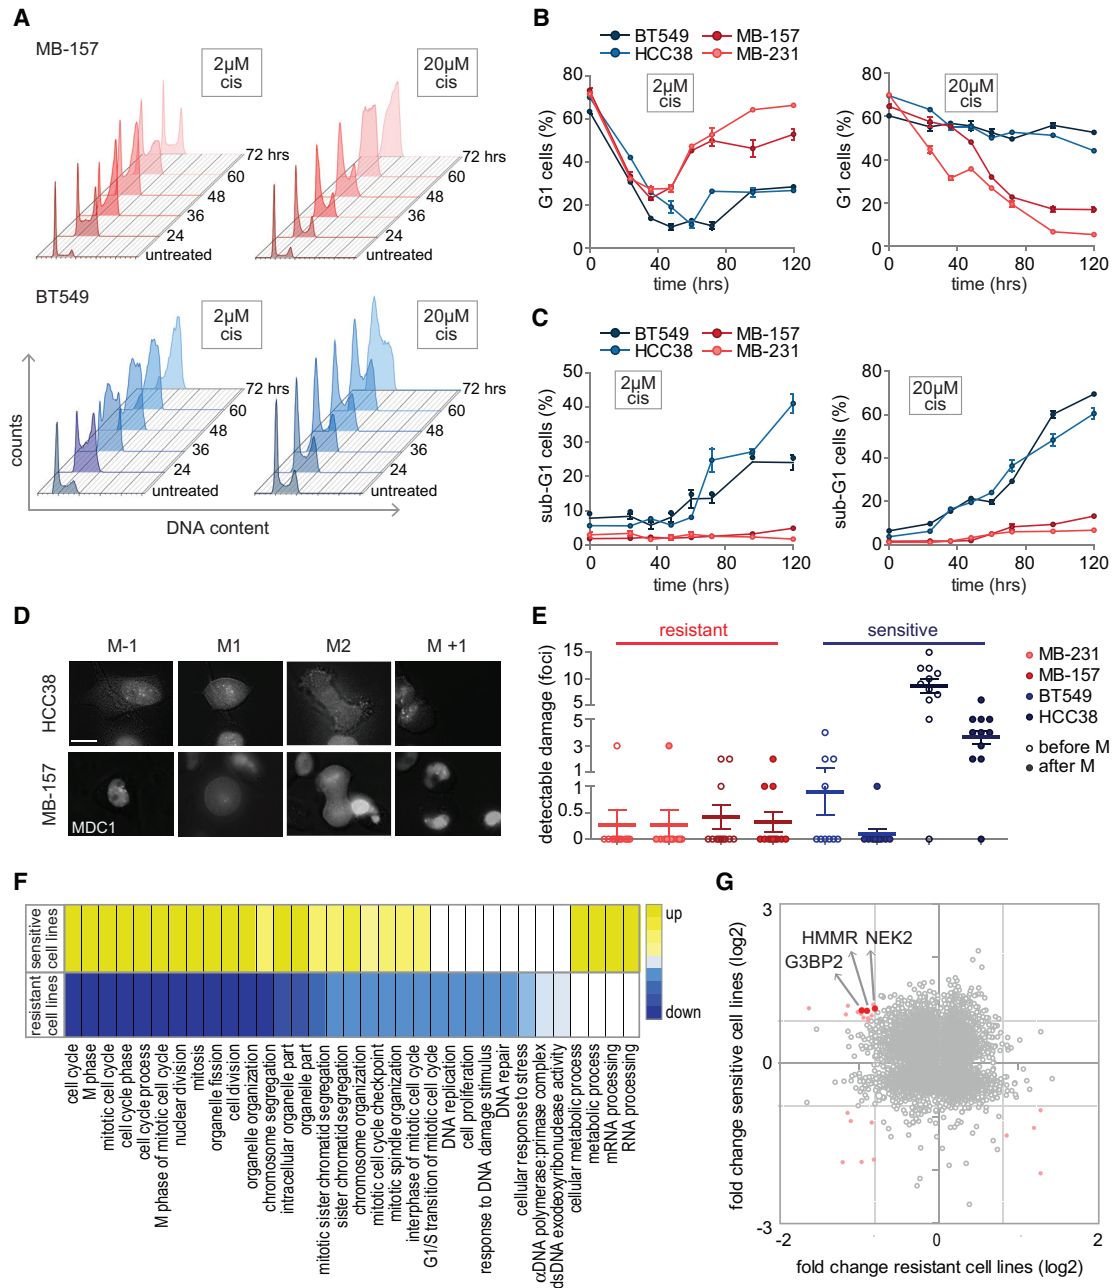 A
MB-157
2µM
cis
20µM
cis
72 hrs
60
48
36
24
untreated
72 hrs
60
48
36
24
untreated
BT549
2µM
cis
20µM
cis
72 hrs
60
48
36
24
untreated
72 hrs
60
48
36
24
untreated
counts
DNA content
B
BT549
MB-157
HCC38
MB-231
2µM
cis
G1 cells (%)
80
60
40
20
0
0
40
80
120
time (hrs)
20µM
cis
G1 cells (%)
80
60
40
20
0
0
40
80
120
time (hrs)
C
BT549
MB-157
HCC38
MB-231
2µM
cis
sub-G1 cells (%)
50
40
30
20
10
0
0
40
80
120
time (hrs)
20µM
cis
sub-G1 cells (%)
80
60
40
20
0
0
40
80
120
time (hrs)
D
M-1
M1
M2
M +1
HCC38
MB-157
MDC1
E
resistant
sensitive
detectable damage (foci)
15
10
5
5
3
1
1
0.5
0
MB-231
MB-157
BT549
HCC38
before M
after M
F
sensitive
cell lines
resistant
cell lines
up
down
cell cycle
M phase
mitotic cell cycle
cell cycle phase
cell cycle process
M phase of mitotic cell cycle
nuclear division
mitosis
organelle fission
cell division
organelle organization
chromosome segregation
intracellular organelle part
organelle part
mitotic sister chromatid segregation
sister chromatid segregation
chromosome organization
mitotic cell cycle checkpoint
mitotic spindle organization
interphase of mitotic cell cycle
G1/S transition of mitotic cell cycle
DNA replication
cell proliferation
response to DNA damage stimulus
DNA repair
cellular response to stress
αDNA polymerase:primase complex
dsDNA exodeoxyribonuclease activity
cellular metabolic process
metabolic process
mRNA processing
RNA processing
G
HMMR
NEK2
G3BP2
fold change sensitive cell lines (log2)
3
0
-3
-2
0
2
fold change resistant cell lines (log2)